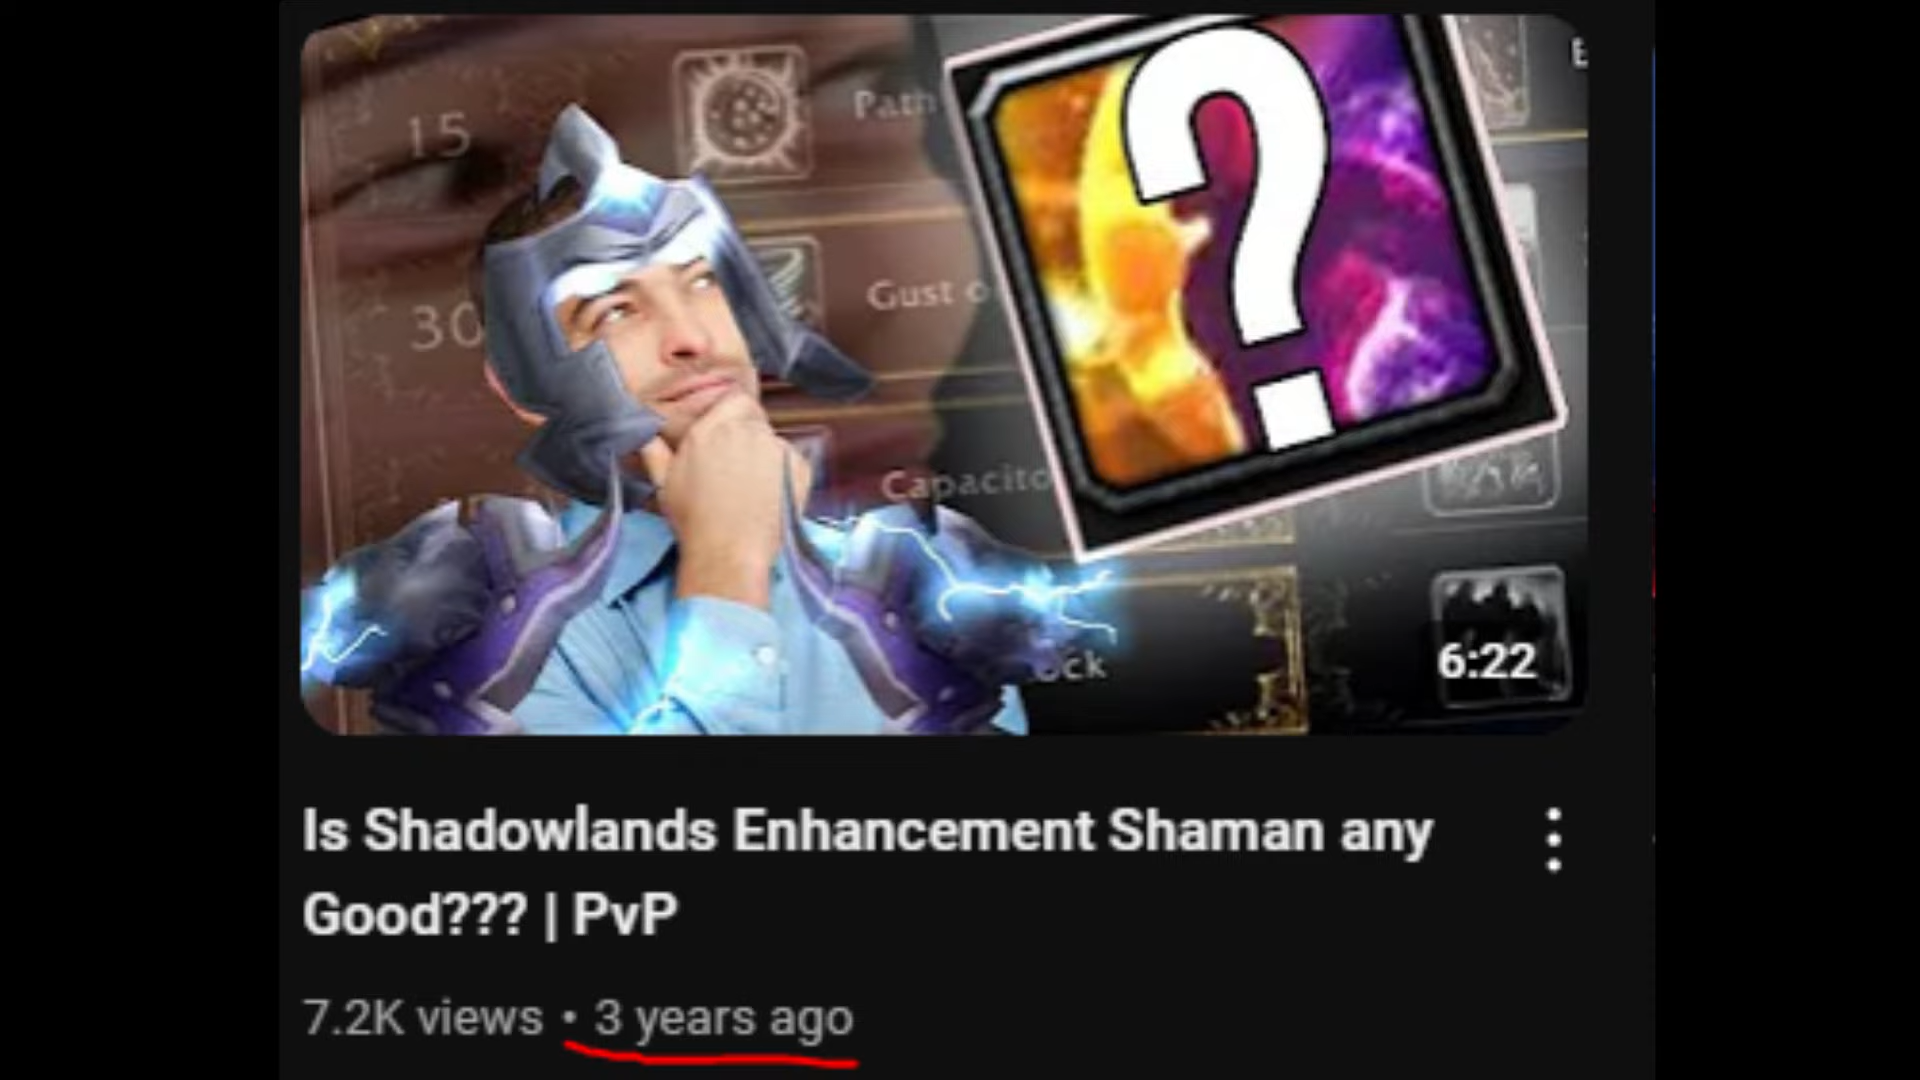 15
Path
?
30
Gust o
Capacito
ock
6:22
Is Shadowlands Enhancement Shaman any
Good??? | PvP
7.2K views • 3 years ago